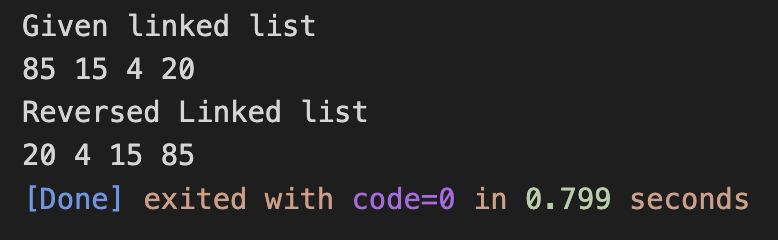 Given linked list
85 15 4 20
Reversed Linked list
20 4 15 85
[Done] exited with code=0 in 0.799 seconds